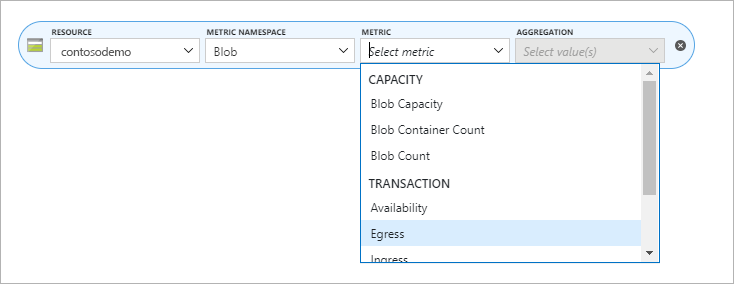 RESOURCE METRIC NAMESPACE METRIC AGGREGATION
contosodemo Blob Select metric Select value(s)
CAPACITY
Blob Capacity
Blob Container Count
Blob Count
TRANSACTION
Availability
Egress
Ingress